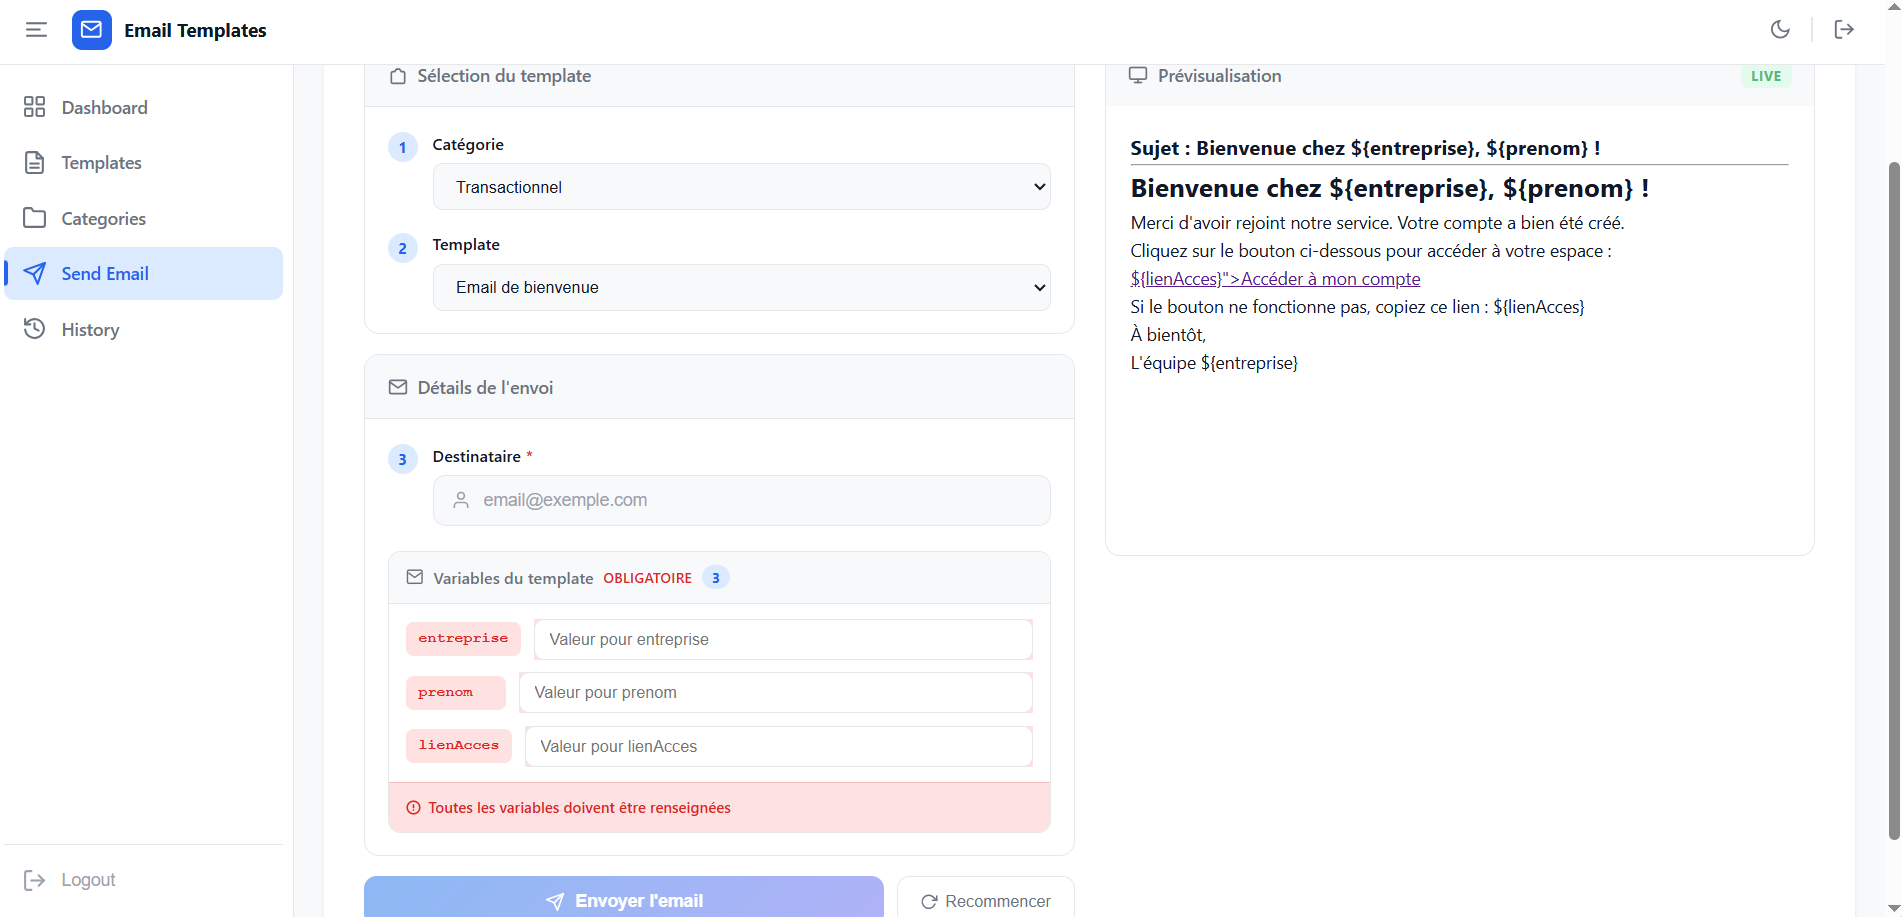 Email Templates
Dashboard
Templates
Categories
Send Email
History
Logout
Sélection du template
1
Catégorie
Transactionnel
2
Template
Email de bienvenue
Détails de l'envoi
3
Destinataire *
email@exemple.com
Variables du template OBLIGATOIRE 3
entreprise Valeur pour entreprise
prenom Valeur pour prenom
lienAcces Valeur pour lienAcces
Toutes les variables doivent être renseignées
Envoyer l'email
Recommencer
Prévisualisation LIVE
Sujet : Bienvenue chez ${entreprise}, ${prenom} !
Bienvenue chez ${entreprise}, ${prenom} !
Merci d'avoir rejoint notre service. Votre compte a bien été créé.
Cliquez sur le bouton ci-dessous pour accéder à votre espace :
${lienAcces}">Accéder à mon compte
Si le bouton ne fonctionne pas, copiez ce lien : ${lienAcces}
À bientôt,
L'équipe ${entreprise}